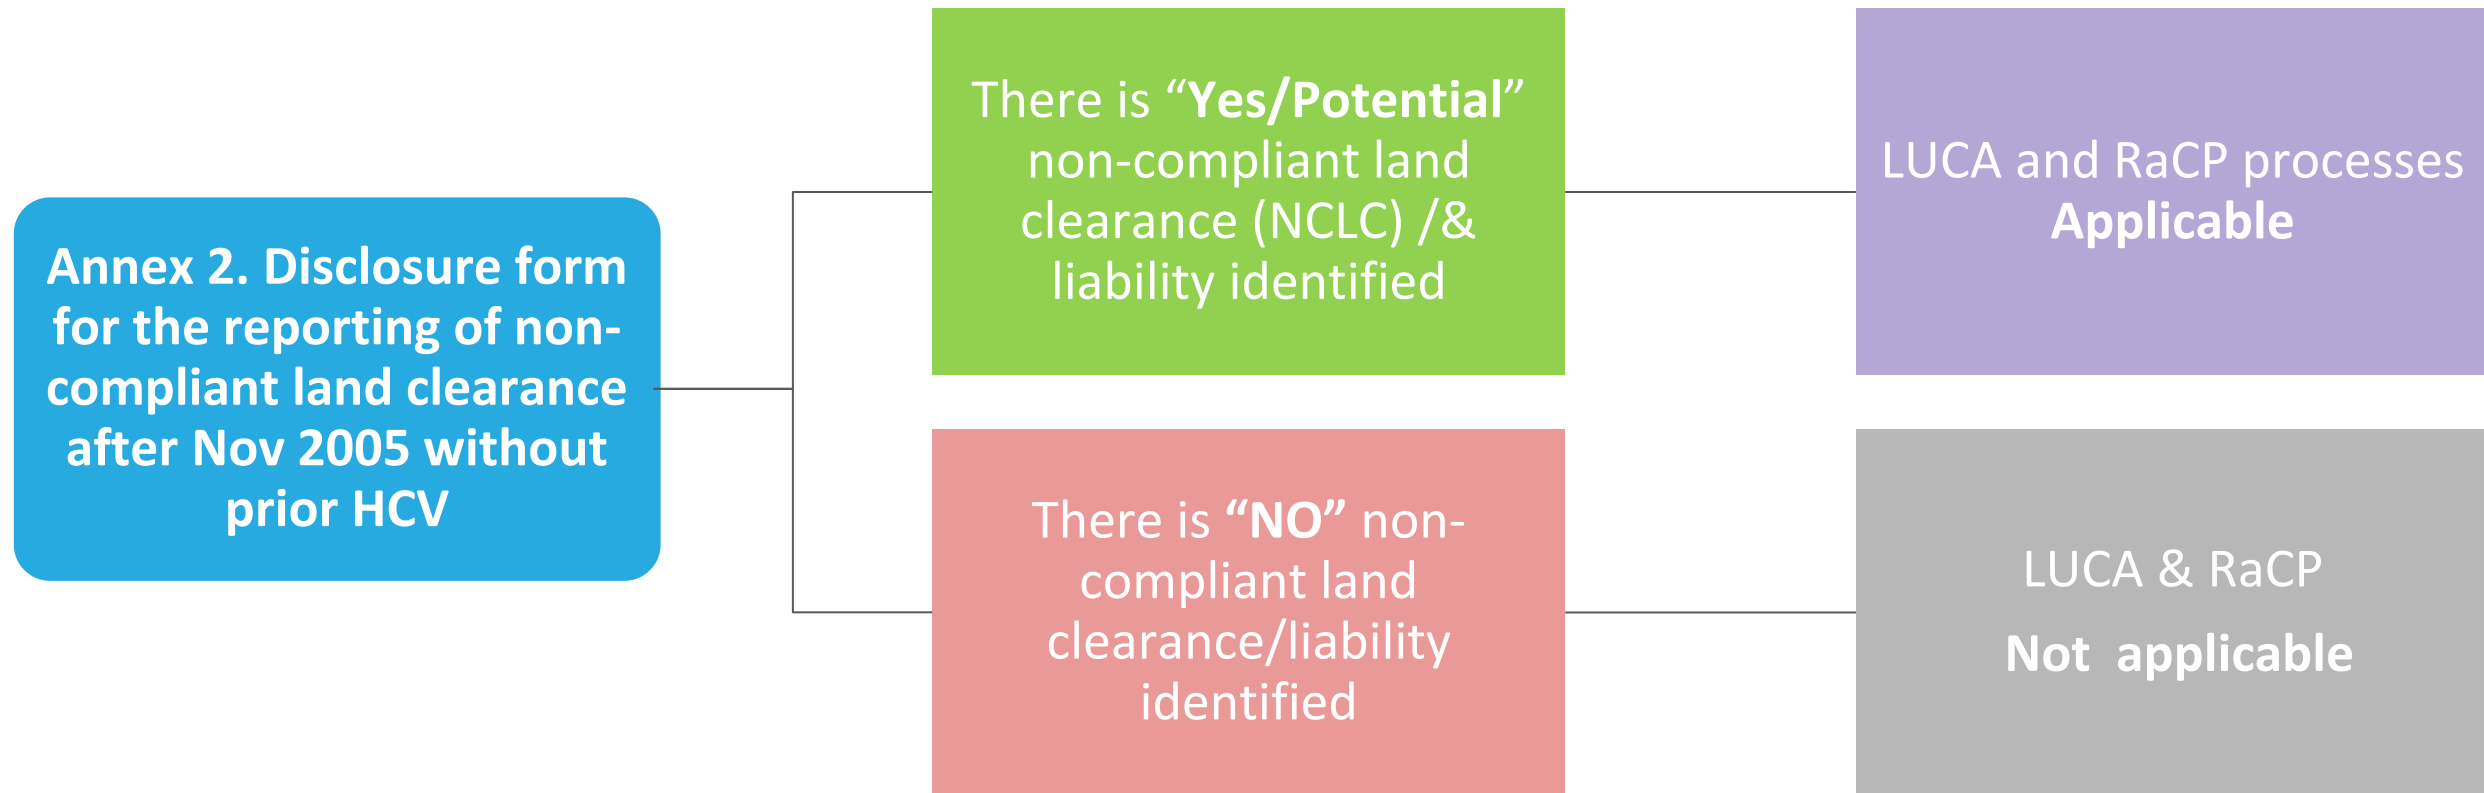 Annex 2. Disclosure form
for the reporting of non-
compliant land clearance
after Nov 2005 without
prior HCV
There is “Yes/Potential”
non-compliant land
clearance (NCLC) /&
liability identified
LUCA and RaCP processes
Applicable
There is “NO” non-
compliant land
clearance/liability
identified
LUCA & RaCP
Not applicable